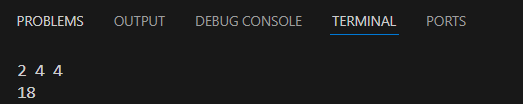 PROBLEMS OUTPUT DEBUG CONSOLE TERMINAL PORTS
2 4 4
18